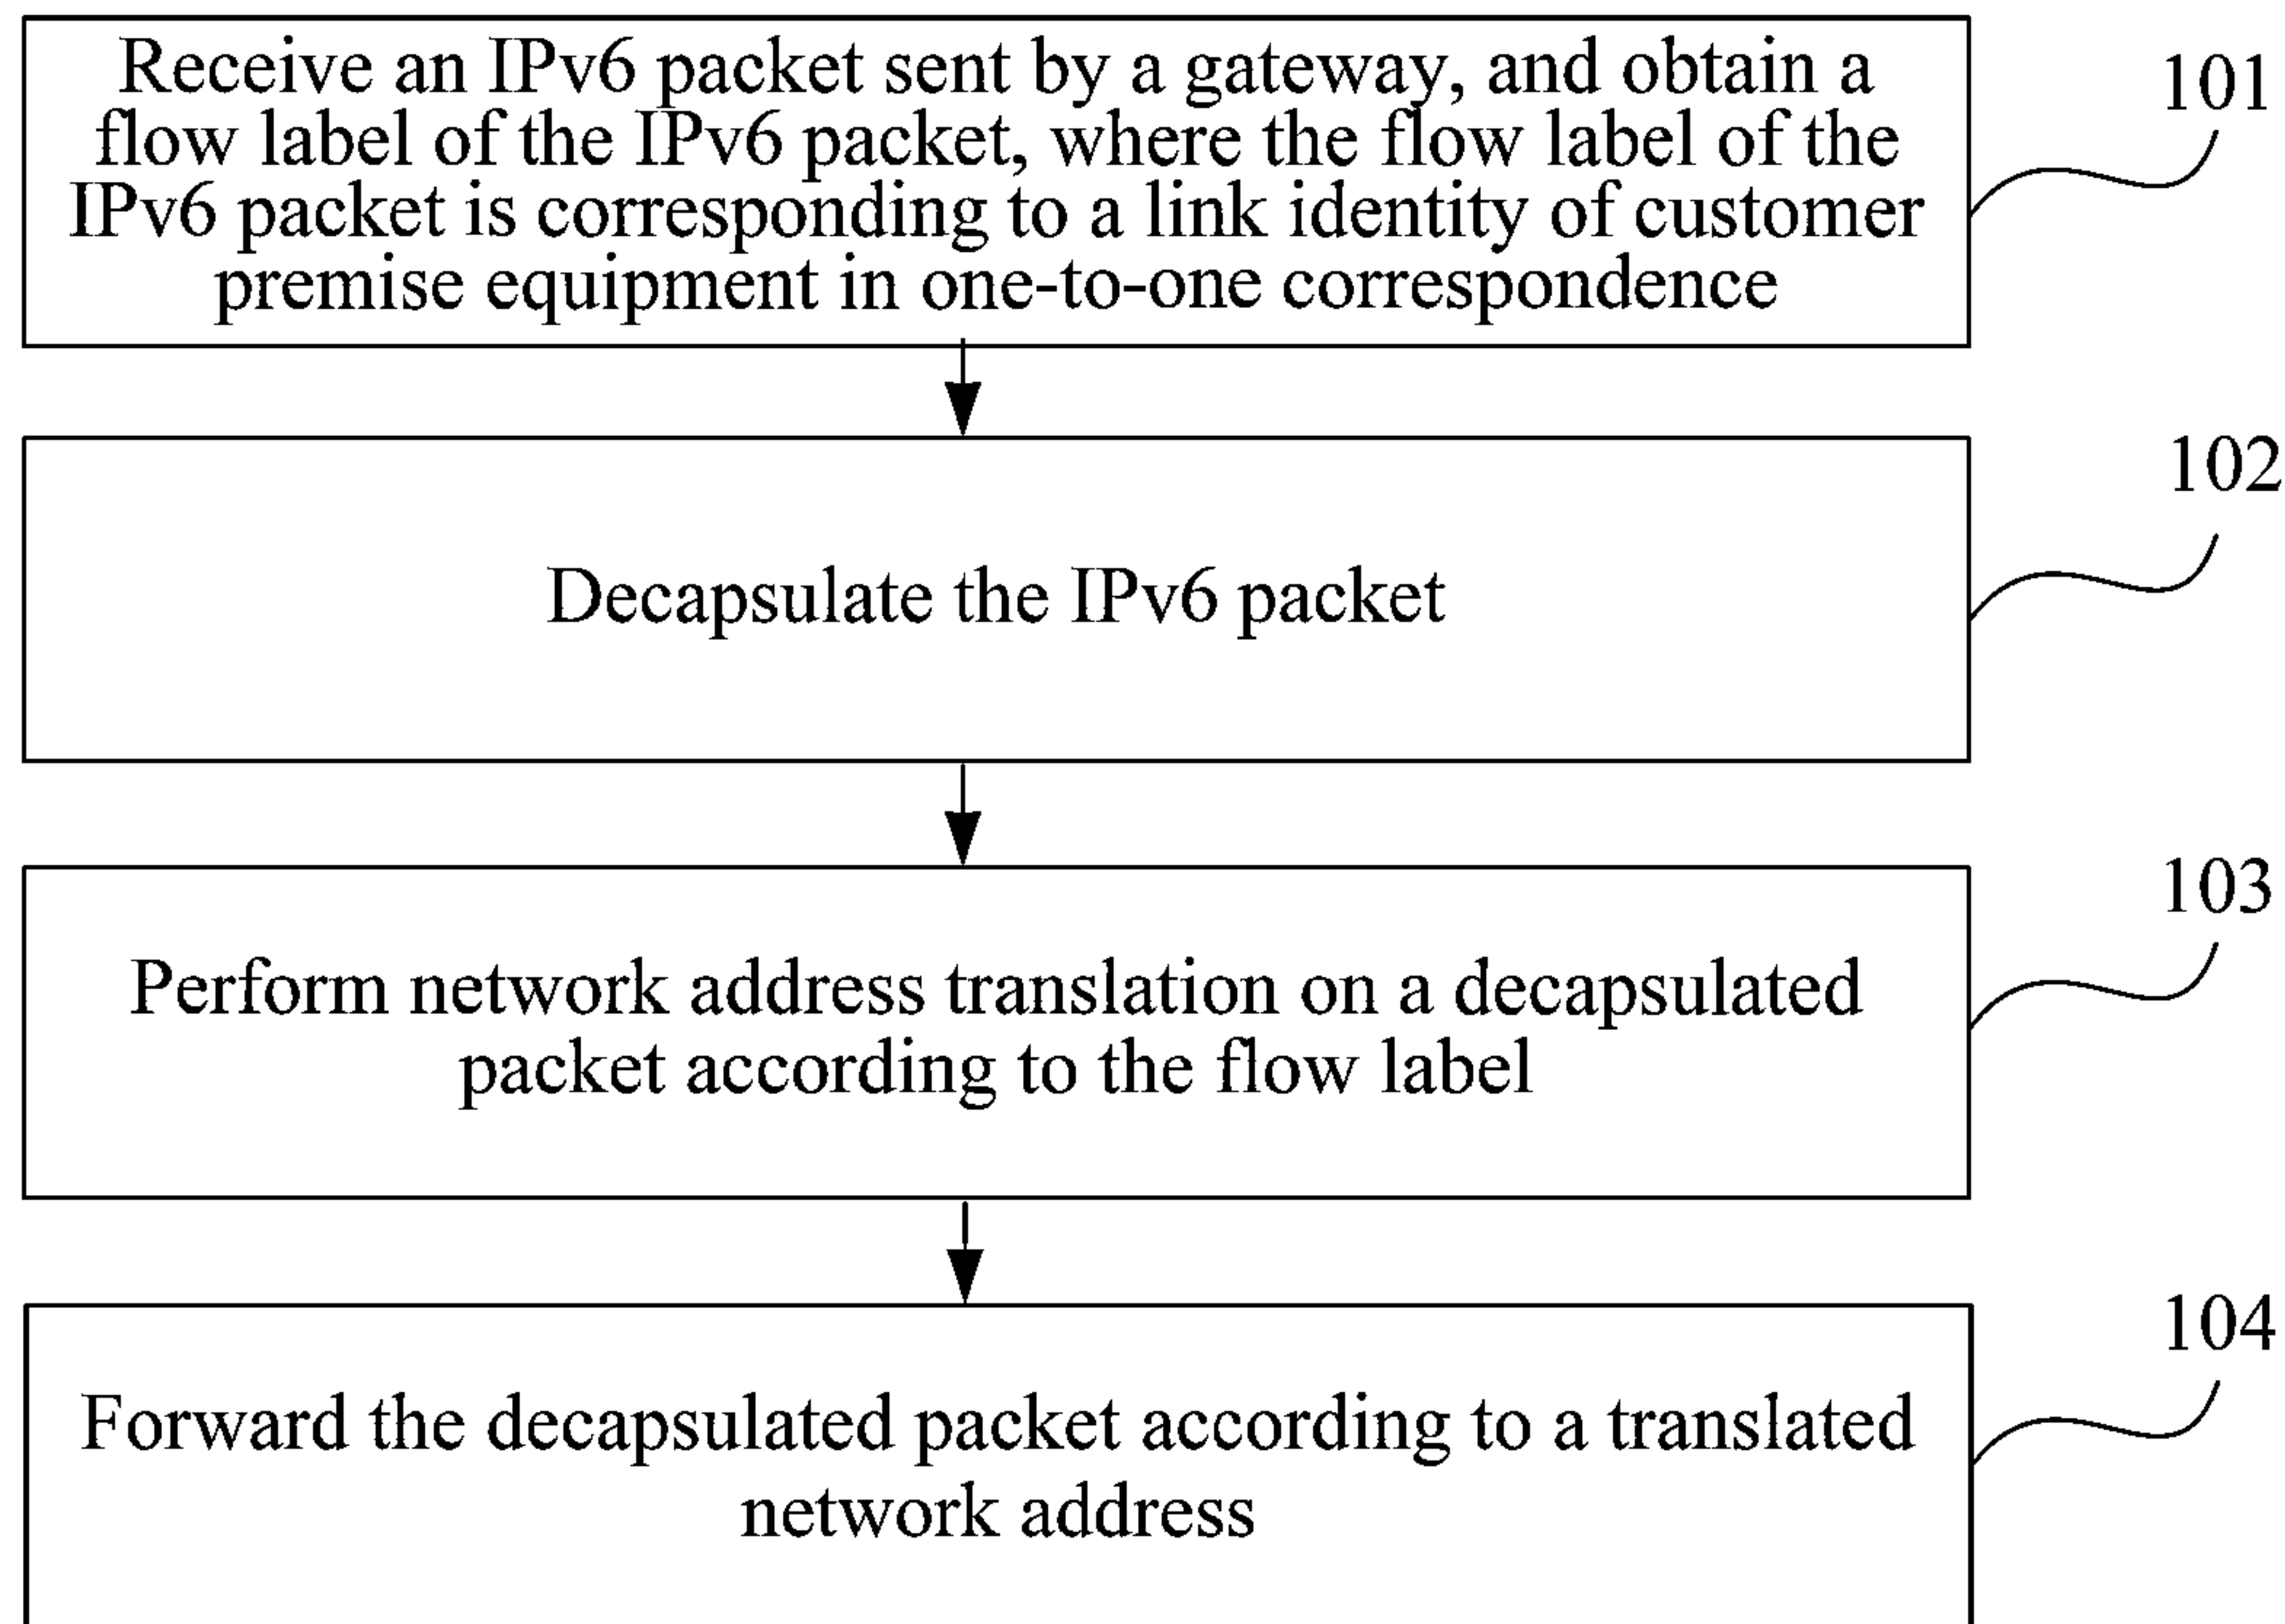 Receive an IPv6 packet sent by a gateway, and obtain a
flow label of the IPv6 packet, where the flow label of the
IPv6 packet is corresponding to a link identity of customer
premise equipment in one-to-one correspondence
101
Decapsulate the IPv6 packet
102
Perform network address translation on a decapsulated
packet according to the flow label
103
Forward the decapsulated packet according to a translated
network address
104